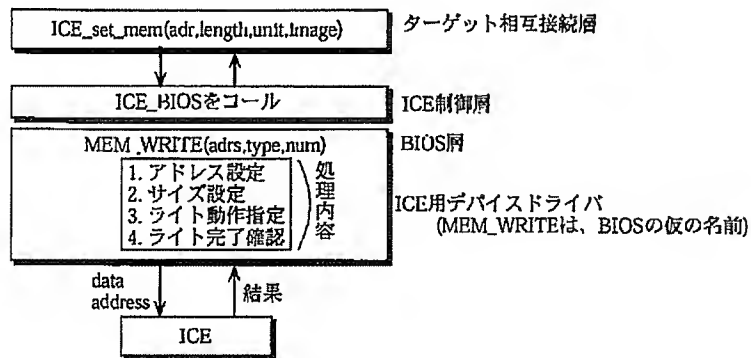 ICE_set_mem(adr,length,unit,image)
ターゲット相互接続層
ICE_BIOSをコール
ICE制御層
MEM_WRITE(adrs,type,num)
BIOS層
1. アドレス設定
2. サイズ設定
3. ライト動作指定
4. ライト完了確認
処理内容
ICE用デバイスドライバ
(MEM_WRITEは、BIOSの仮の名前)
data
address
結果
ICE